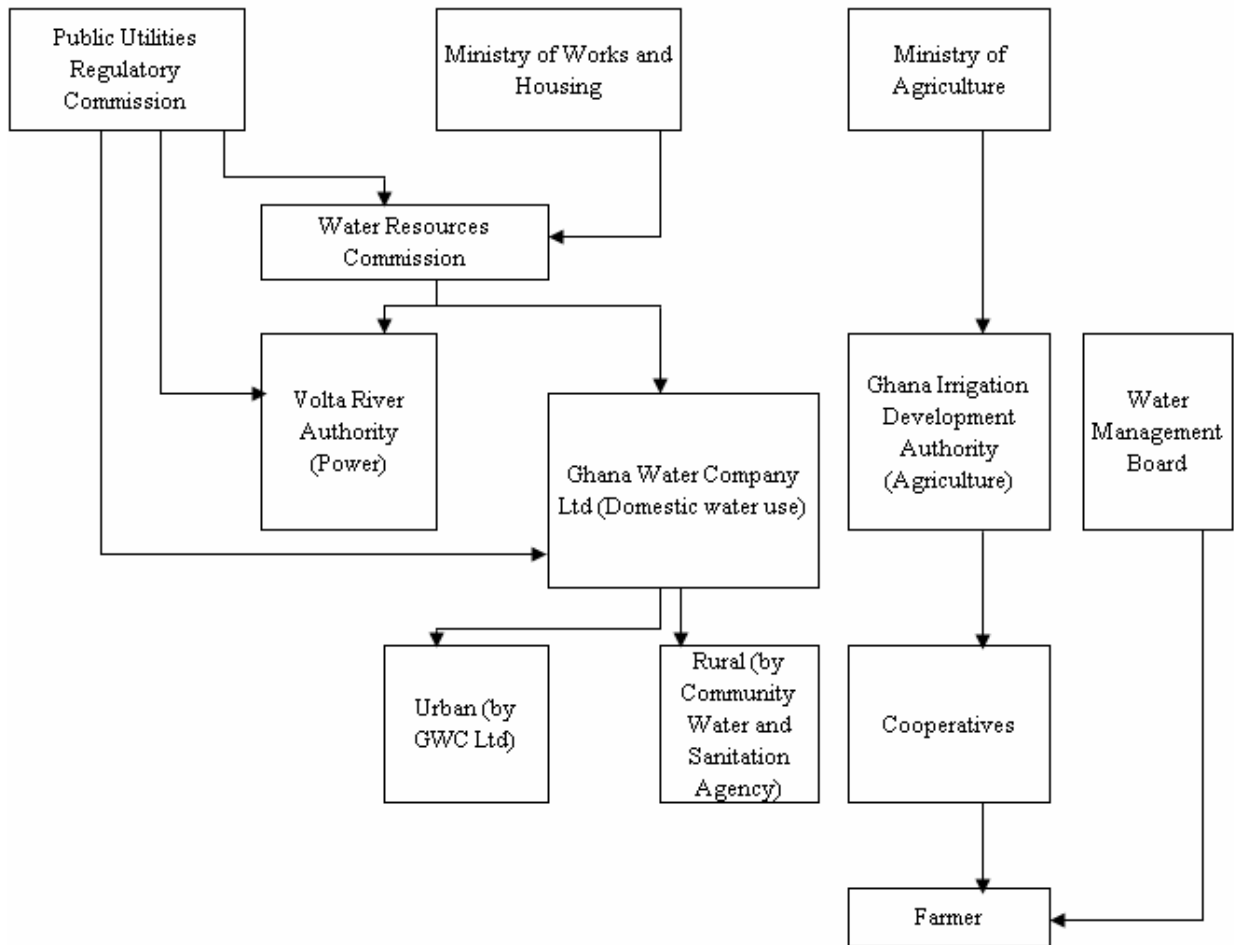 Public Utilities
Regulatory
Commission
Ministry of Works and
Housing
Ministry of
Agriculture
Water Resources
Commission
Volta River
Authority
(Power)
Ghana Water Company
Ltd (Domestic water use)
Ghana Irrigation
Development
Authority
(Agriculture)
Water
Management
Board
Urban (by
GWC Ltd)
Rural (by
Community
Water and
Sanitation
Agency)
Cooperatives
Farmer